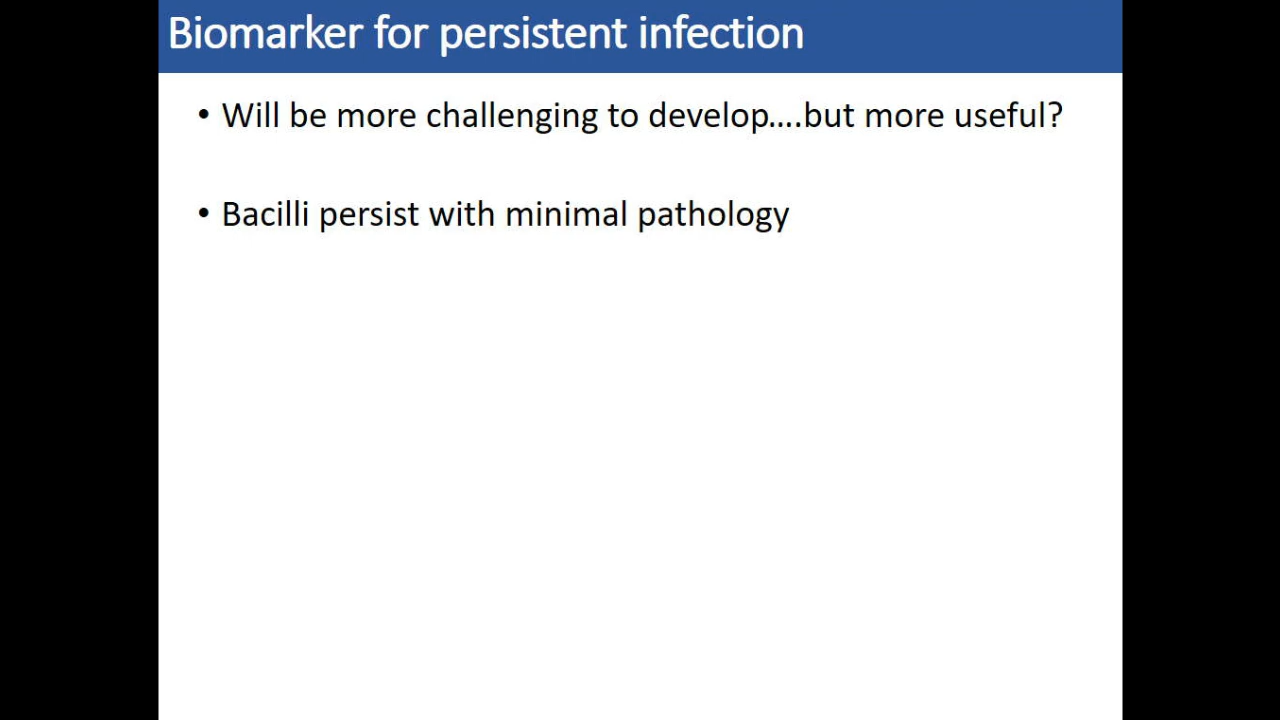 Biomarker for persistent infection
• Will be more challenging to develop....but more useful?
• Bacilli persist with minimal pathology